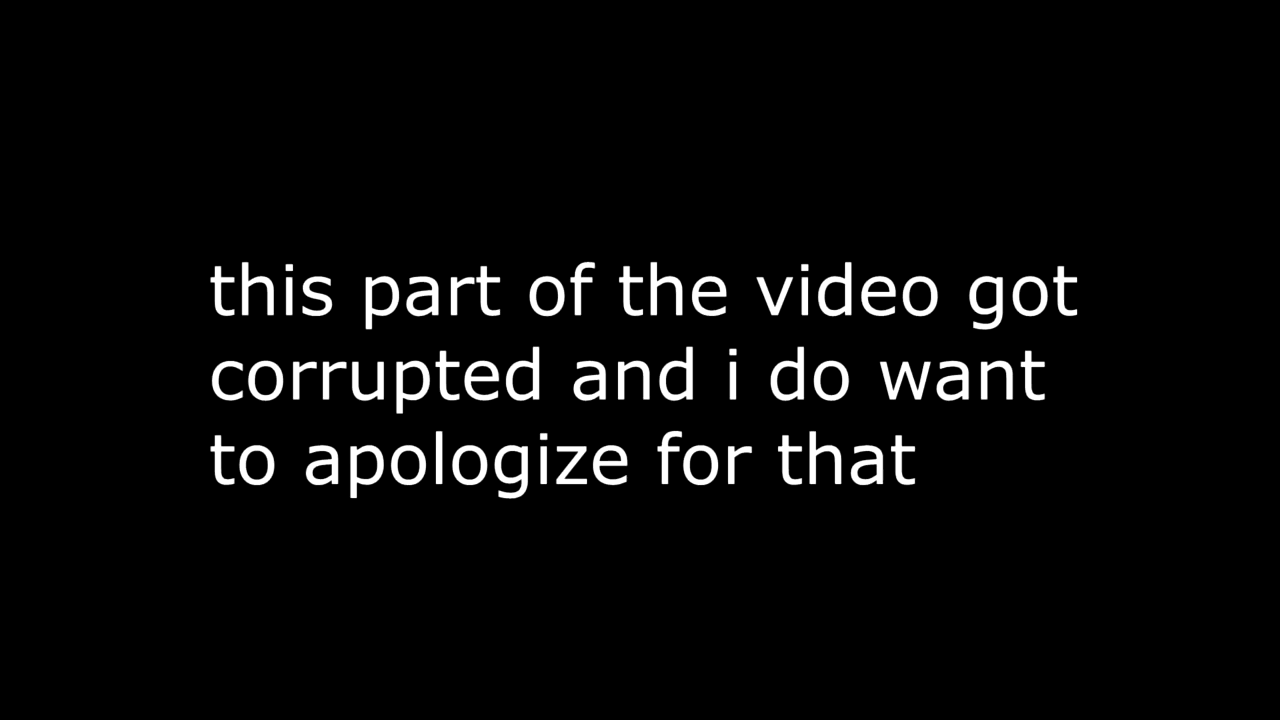 this part of the video got
corrupted and i do want
to apologize for that